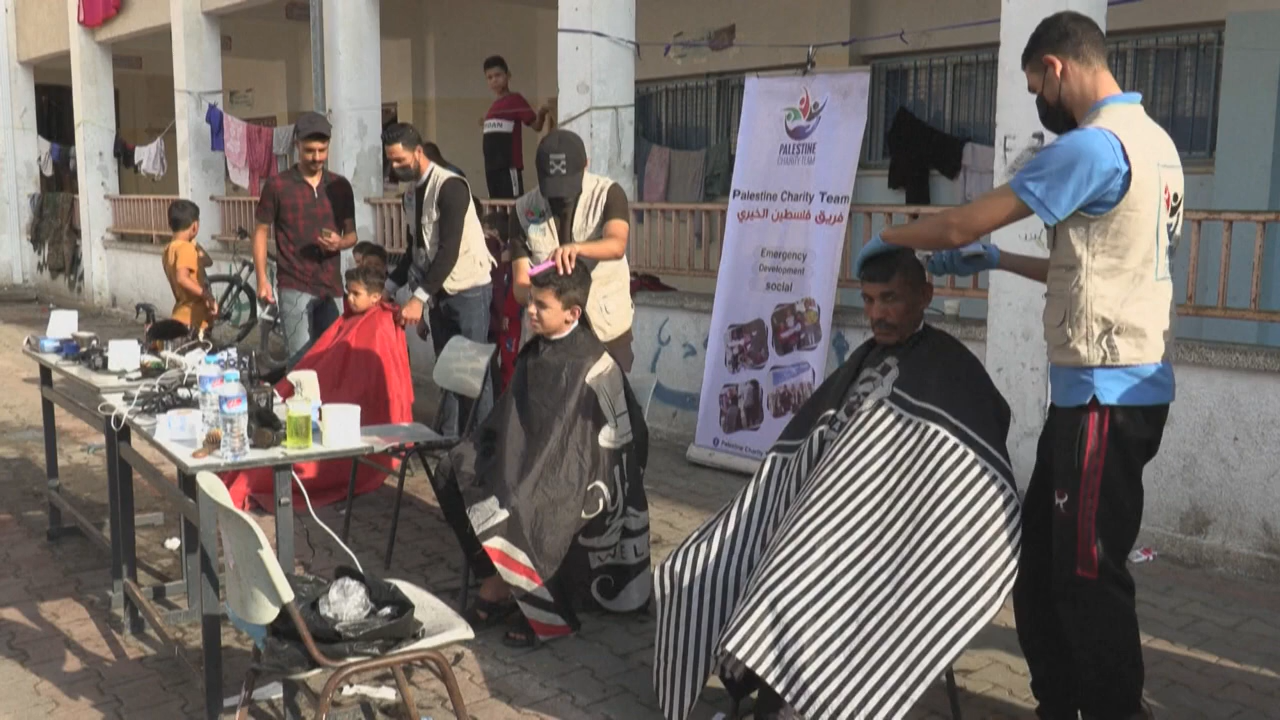 PALESTINE
CHARITY TEAM
Palestine Charity Team
فريق فلسطين الخيري
Emergency
Development
social
Palestine Charity